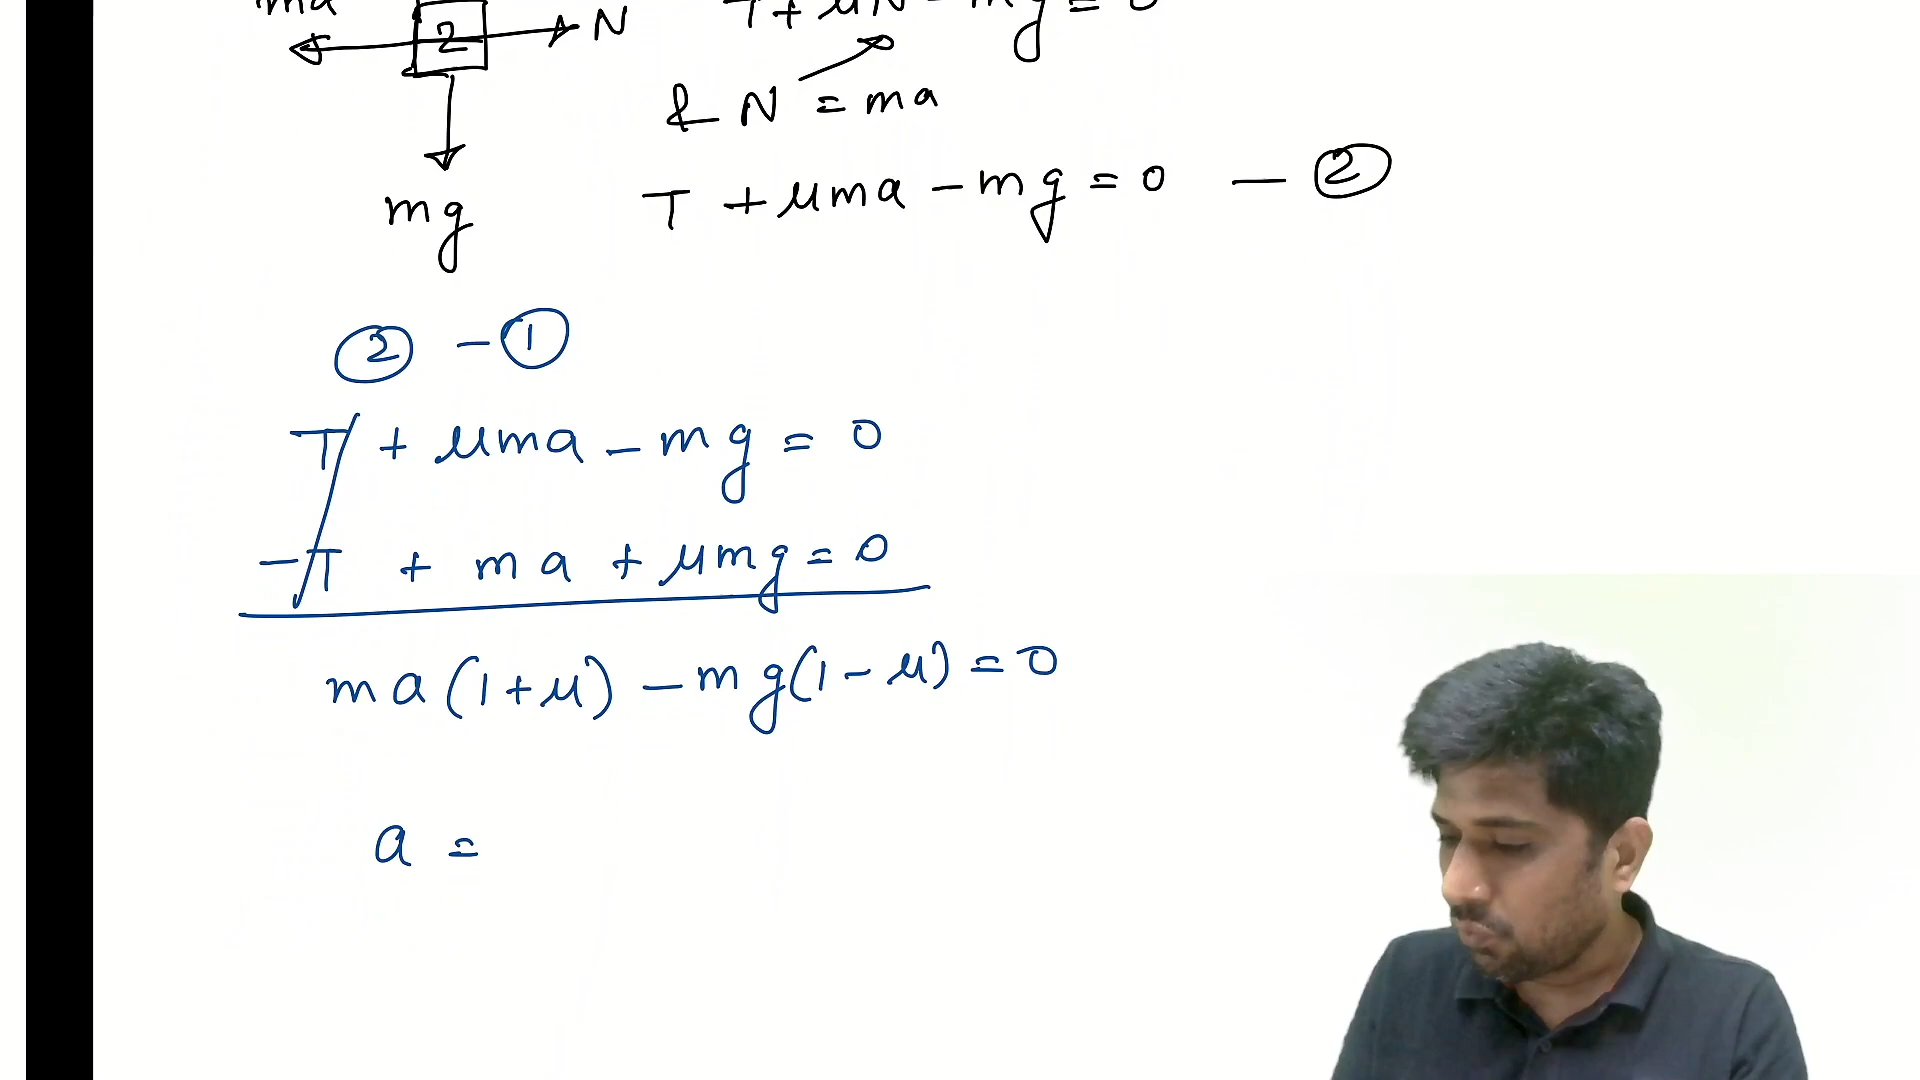 ma 2 N T + μN - mg = 0
& N = ma
mg T + μma - mg = 0 - ②
② - ①
T + μma - mg = 0
-T + ma + μmg = 0
ma(1+μ) - mg(1-μ) = 0
a =